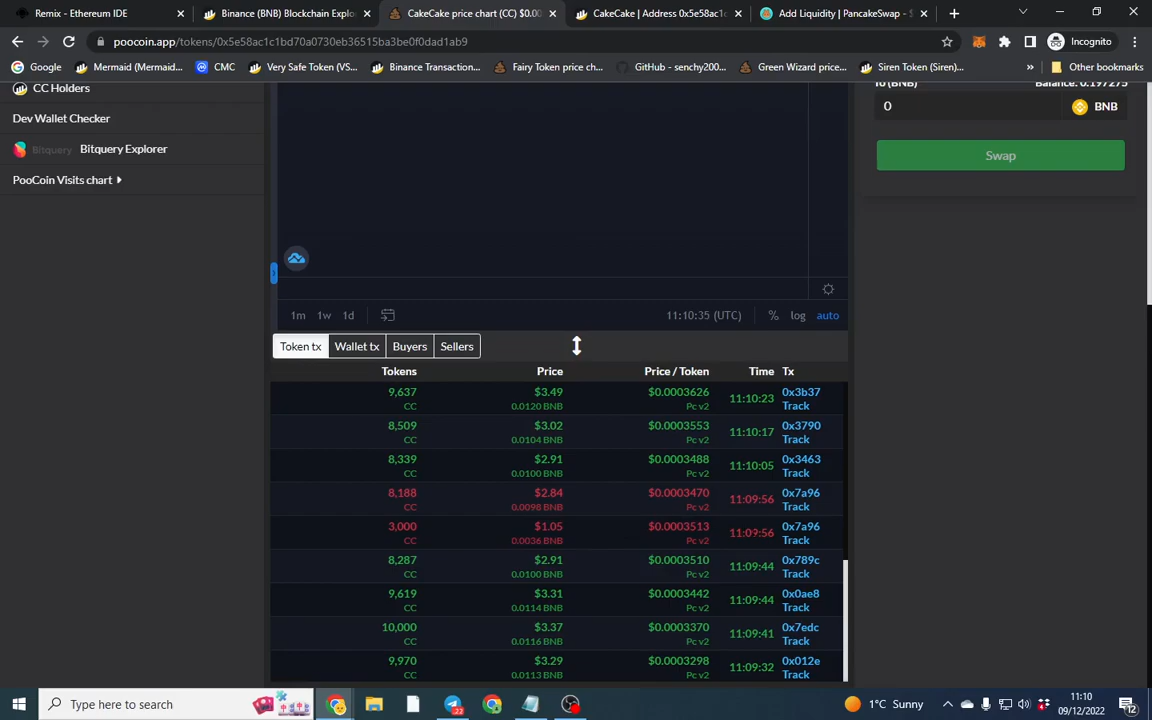 Remix - Ethereum IDE
Binance (BNB) Blockchain Explo
CakeCake price chart (CC) $0.00
CakeCake | Address 0x5e58ac1c
Add Liquidity | PancakeSwap - $
poocoin.app/tokens/0x5e58ac1c1bd70a0730eb36515ba3be0f0dad1ab9
Incognito
Google
Mermaid (Mermaid...
CMC
Very Safe Token (VS...
Binance Transaction...
Fairy Token price ch...
GitHub - senchy200...
Green Wizard price...
Siren Token (Siren)...
»
Other bookmarks
CC Holders
To (BNB)
Balance: 0.197275
0
BNB
Dev Wallet Checker
Bitquery
Bitquery Explorer
Swap
PooCoin Visits chart
1m
1w
1d
11:10:35 (UTC)
%
log
auto
Token tx
Wallet tx
Buyers
Sellers
Tokens
Price
Price / Token
Time
Tx
9,637
$3.49
$0.0003626
11:10:23
0x3b37
CC
0.0120 BNB
Pc v2
Track
8,509
$3.02
$0.0003553
11:10:17
0x3790
CC
0.0104 BNB
Pc v2
Track
8,339
$2.91
$0.0003488
11:10:05
0x3463
CC
0.0100 BNB
Pc v2
Track
8,188
$2.84
$0.0003470
11:09:56
0x7a96
CC
0.0098 BNB
Pc v2
Track
3,000
$1.05
$0.0003513
11:09:56
0x7a96
CC
0.0036 BNB
Pc v2
Track
8,287
$2.91
$0.0003510
11:09:44
0x789c
CC
0.0100 BNB
Pc v2
Track
9,619
$3.31
$0.0003442
11:09:44
0x0ae8
CC
0.0114 BNB
Pc v2
Track
10,000
$3.37
$0.0003370
11:09:41
0x7edc
CC
0.0116 BNB
Pc v2
Track
9,970
$3.29
$0.0003298
11:09:32
0x012e
CC
0.0113 BNB
Pc v2
Track
Type here to search
1°C Sunny
11:10
09/12/2022